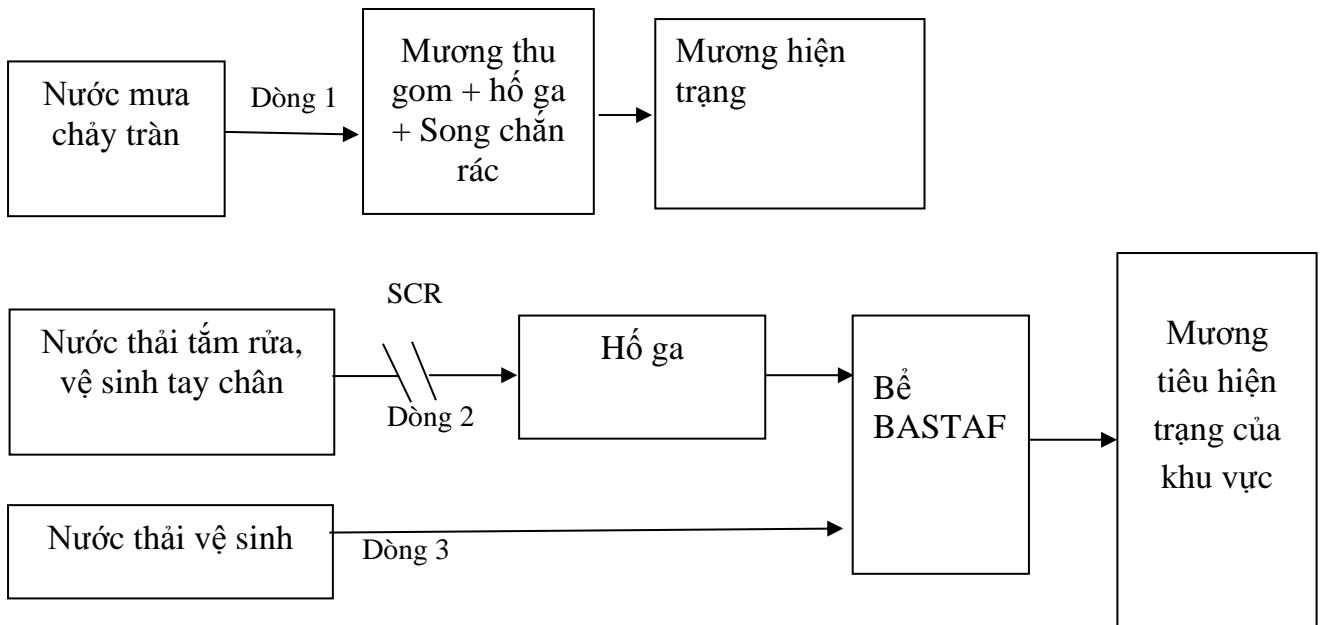 Nước mưa
chảy tràn
Dòng 1
Mương thu
gom + hố ga
+ Song chắn
rác
Mương hiện
trạng
Nước thải tắm rửa,
vệ sinh tay chân
SCR
Dòng 2
Hố ga
Bể
BASTAF
Mương
tiêu hiện
trạng của
khu vực
Nước thải vệ sinh
Dòng 3